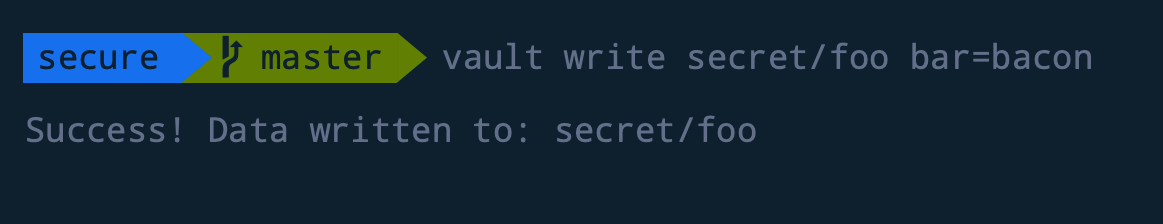 secure master vault write secret/foo bar=bacon
Success! Data written to: secret/foo